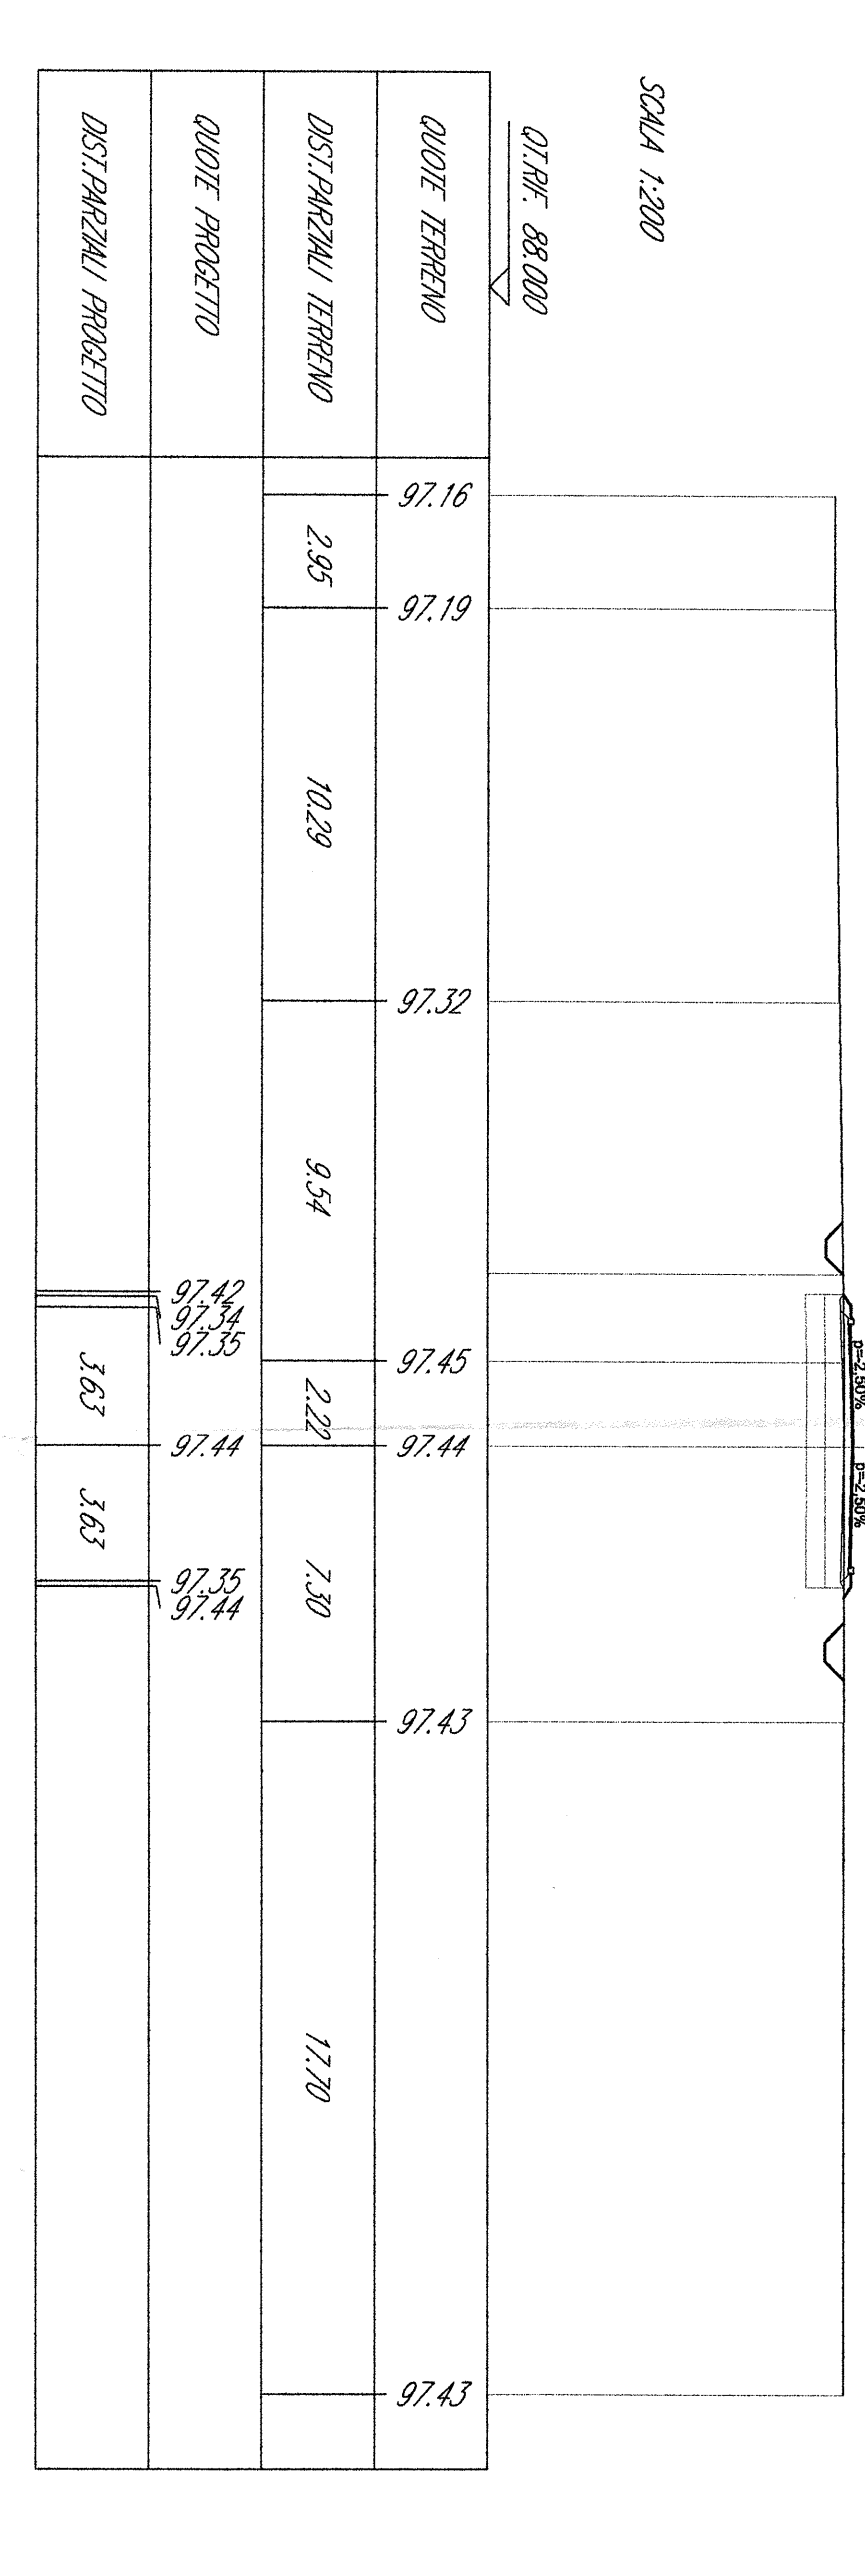 SCALA 1:200
QT.RIF. 88.000
QUOTE TERRENO
97.16
97.19
97.32
97.45
97.44
97.43
97.43
DIST.PARZIALI TERRENO
2.95
10.29
9.54
2.22
7.30
17.70
QUOTE PROGETTO
97.42
97.34
97.35
97.44
97.35
97.44
DIST.PARZIALI PROGETTO
3.63
3.63
p=-2,50%
p=-2,50%